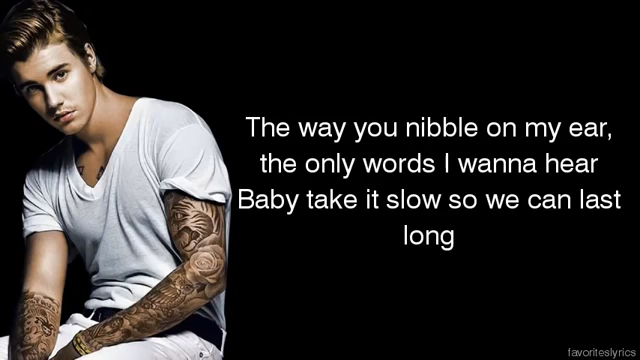 The way you nibble on my ear,
the only words I wanna hear
Baby take it slow so we can last
long
favoriteslyrics